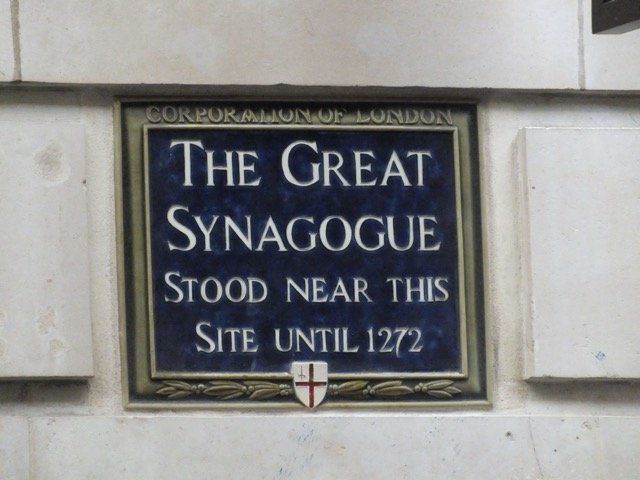 CORPORATION OF LONDON
THE GREAT
SYNAGOGUE
STOOD NEAR THIS
SITE UNTIL 1272